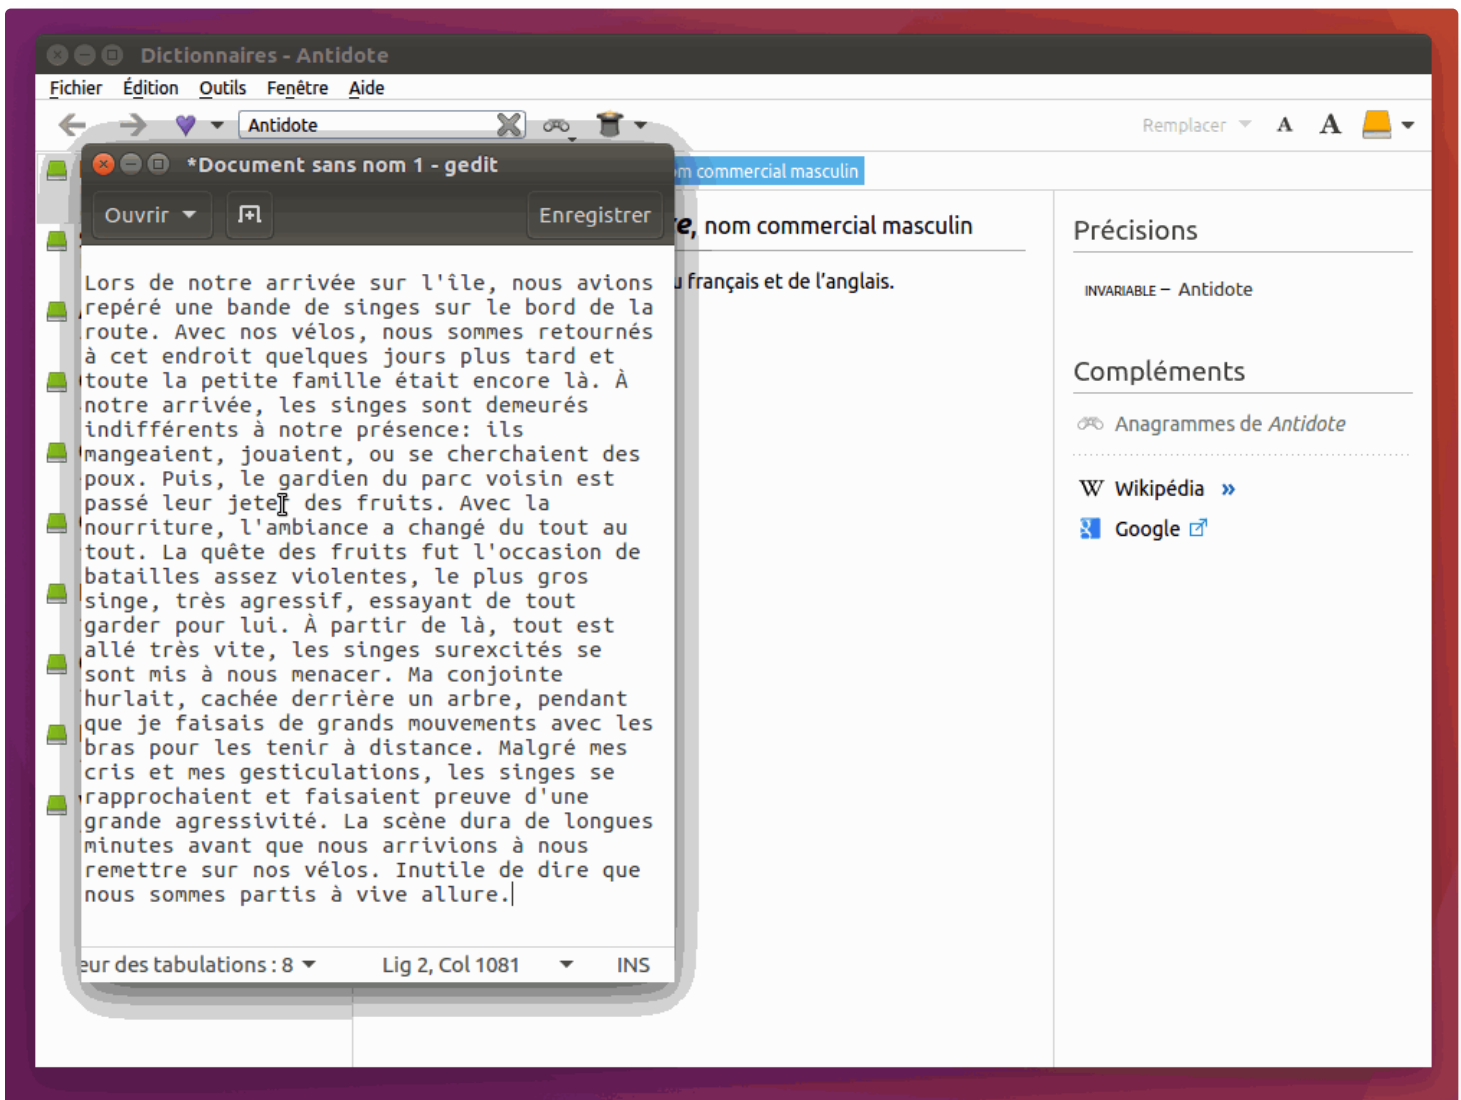 Dictionnaires - Antidote
Fichier Édition Outils Fenêtre Aide
Antidote
Remplacer A A
*Document sans nom 1 - gedit
Ouvrir Enregistrer
Lors de notre arrivée sur l'île, nous avions
repéré une bande de singes sur le bord de la
route. Avec nos vélos, nous sommes retournés
à cet endroit quelques jours plus tard et
toute la petite famille était encore là. À
notre arrivée, les singes sont demeurés
indifférents à notre présence: ils
mangeaient, jouaient, ou se cherchaient des
poux. Puis, le gardien du parc voisin est
passé leur jeter des fruits. Avec la
nourriture, l'ambiance a changé du tout au
tout. La quête des fruits fut l'occasion de
batailles assez violentes, le plus gros
singe, très agressif, essayant de tout
garder pour lui. À partir de là, tout est
allé très vite, les singes surexcités se
sont mis à nous menacer. Ma conjointe
hurlait, cachée derrière un arbre, pendant
que je faisais de grands mouvements avec les
bras pour les tenir à distance. Malgré mes
cris et mes gesticulations, les singes se
rapprochaient et faisaient preuve d'une
grande agressivité. La scène dura de longues
minutes avant que nous arrivions à nous
remettre sur nos vélos. Inutile de dire que
nous sommes partis à vive allure.
eur des tabulations : 8 Lig 2, Col 1081 INS
commercial masculin
nom commercial masculin
français et de l'anglais.
Précisions
INVARIABLE – Antidote
Compléments
Anagrammes de Antidote
W Wikipédia »
Google